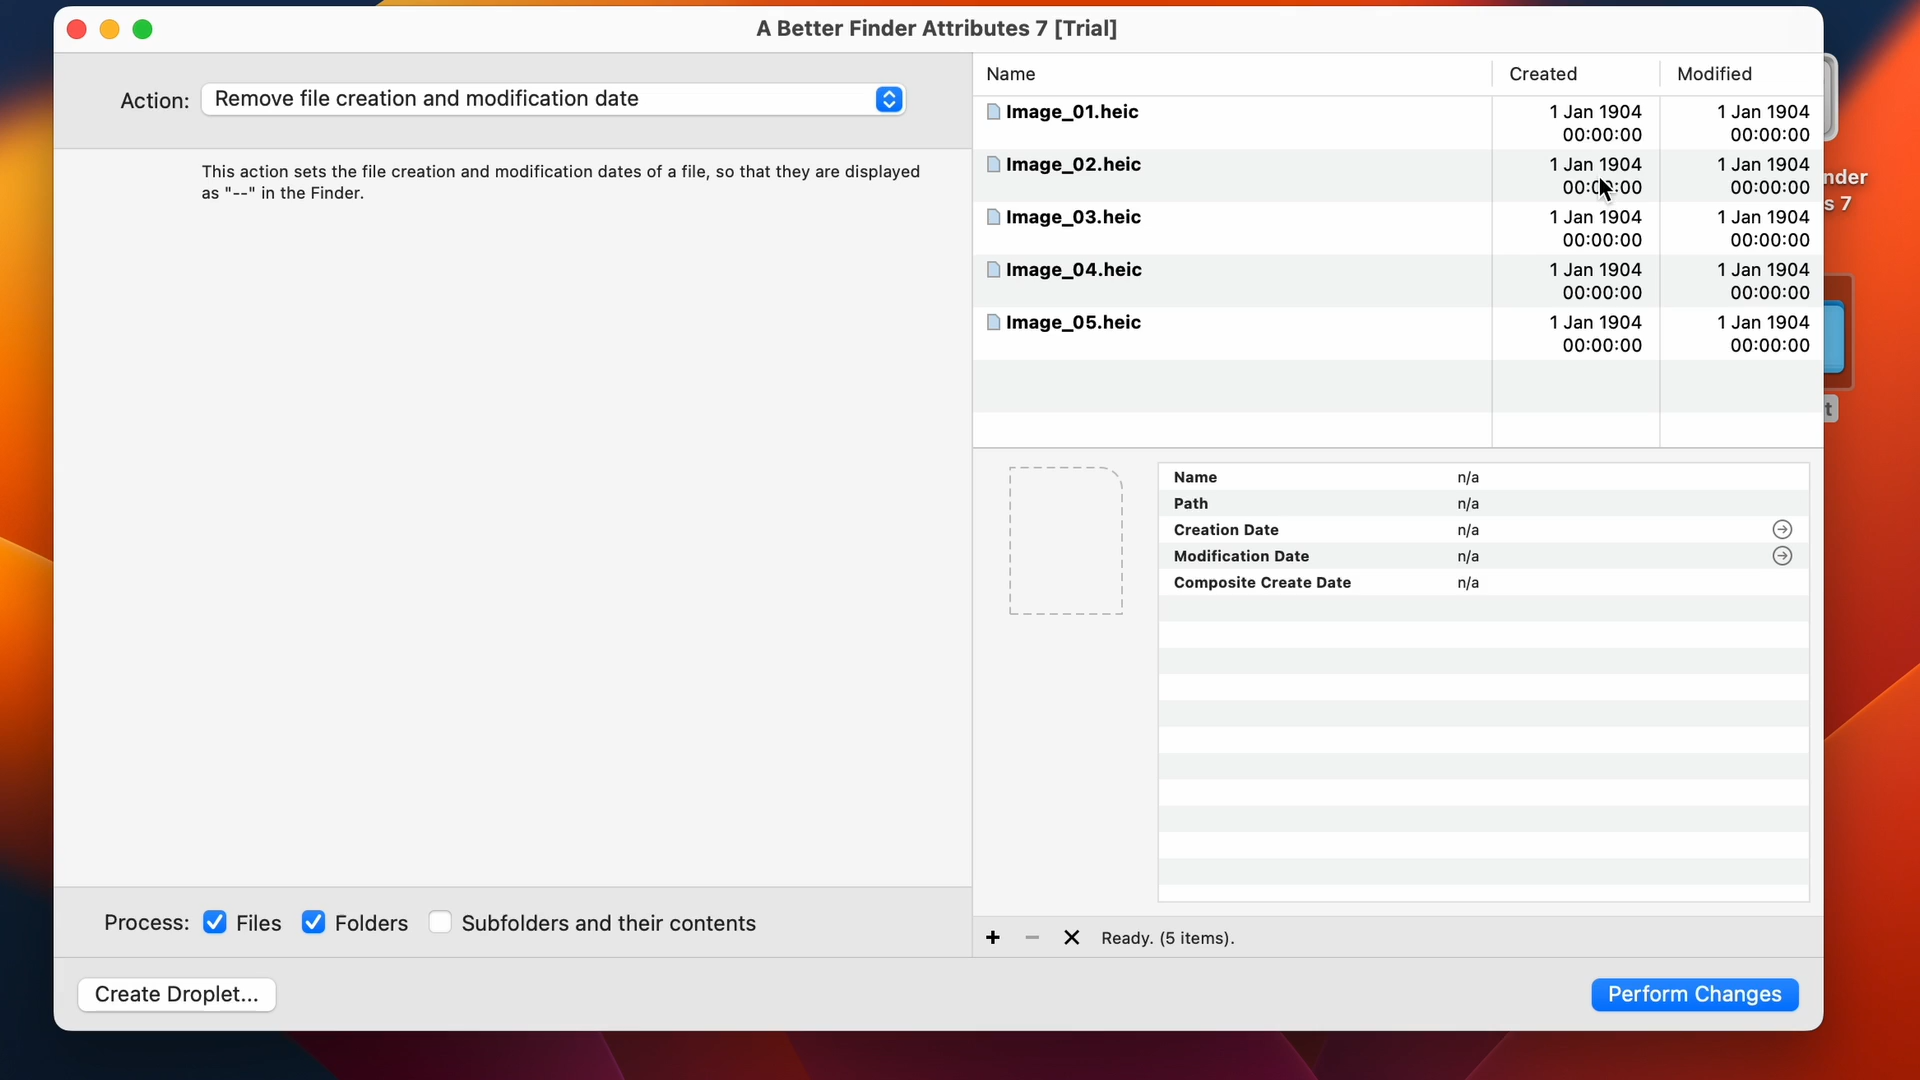 A Better Finder Attributes 7 [Trial]
Action: Remove file creation and modification date
This action sets the file creation and modification dates of a file, so that they are displayed
as "--" in the Finder.
Name Created Modified
Image_01.heic 1 Jan 1904 1 Jan 1904
00:00:00 00:00:00
Image_02.heic 1 Jan 1904 1 Jan 1904
00:00:00
Image_03.heic 1 Jan 1904 1 Jan 1904
00:00:00 00:00:00
Image_04.heic 1 Jan 1904 1 Jan 1904
00:00:00 00:00:00
Image_05.heic 1 Jan 1904 1 Jan 1904
00:00:00 00:00:00
nder
s 7
t
Name n/a
Path n/a
Creation Date n/a
Modification Date n/a
Composite Create Date n/a
Process: Files Folders Subfolders and their contents
Ready. (5 items).
Create Droplet... Perform Changes